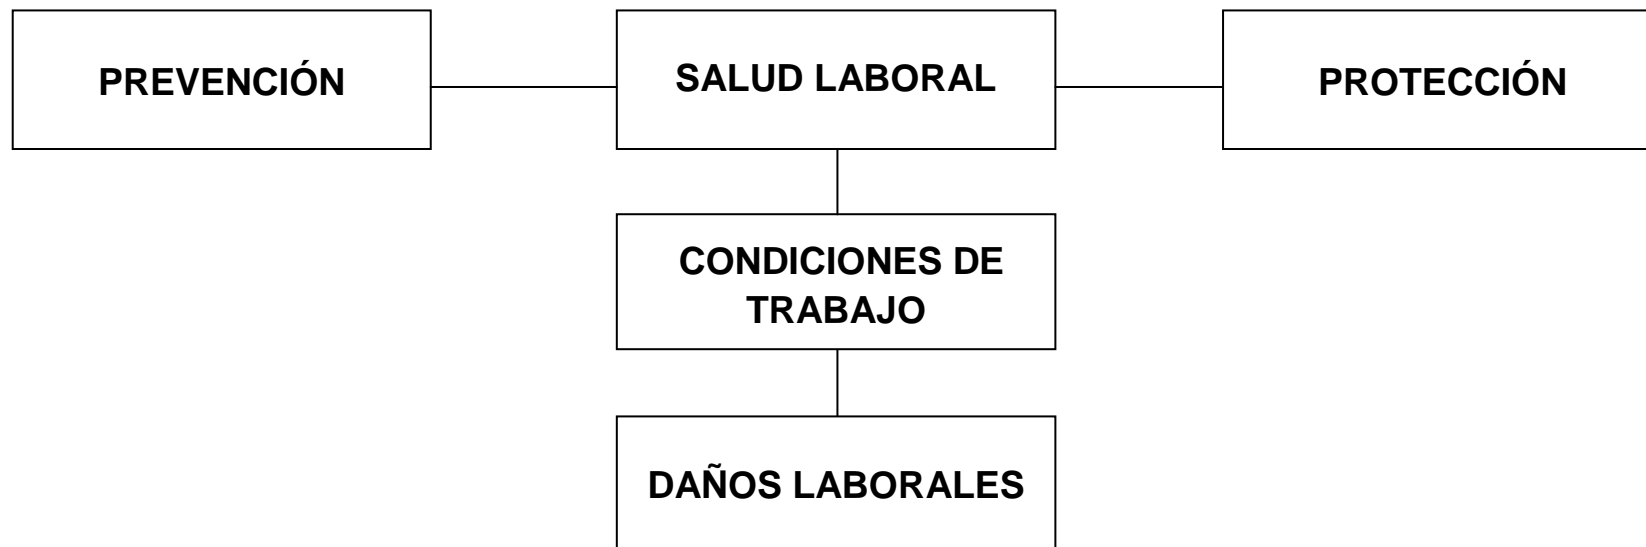 PREVENCIÓN
SALUD LABORAL
PROTECCIÓN
CONDICIONES DE
TRABAJO
DAÑOS LABORALES